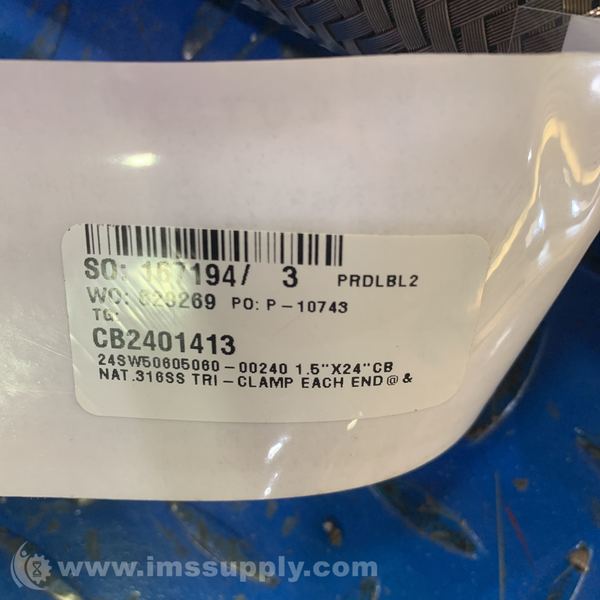 SO: 167194/ 3 PRDLBL2
WO: 826269 PO: P-10743
TG:
CB2401413
24SW50605060-00240 1.5"X24"CB
NAT.316SS TRI-CLAMP EACH END@&
www.imssupply.com